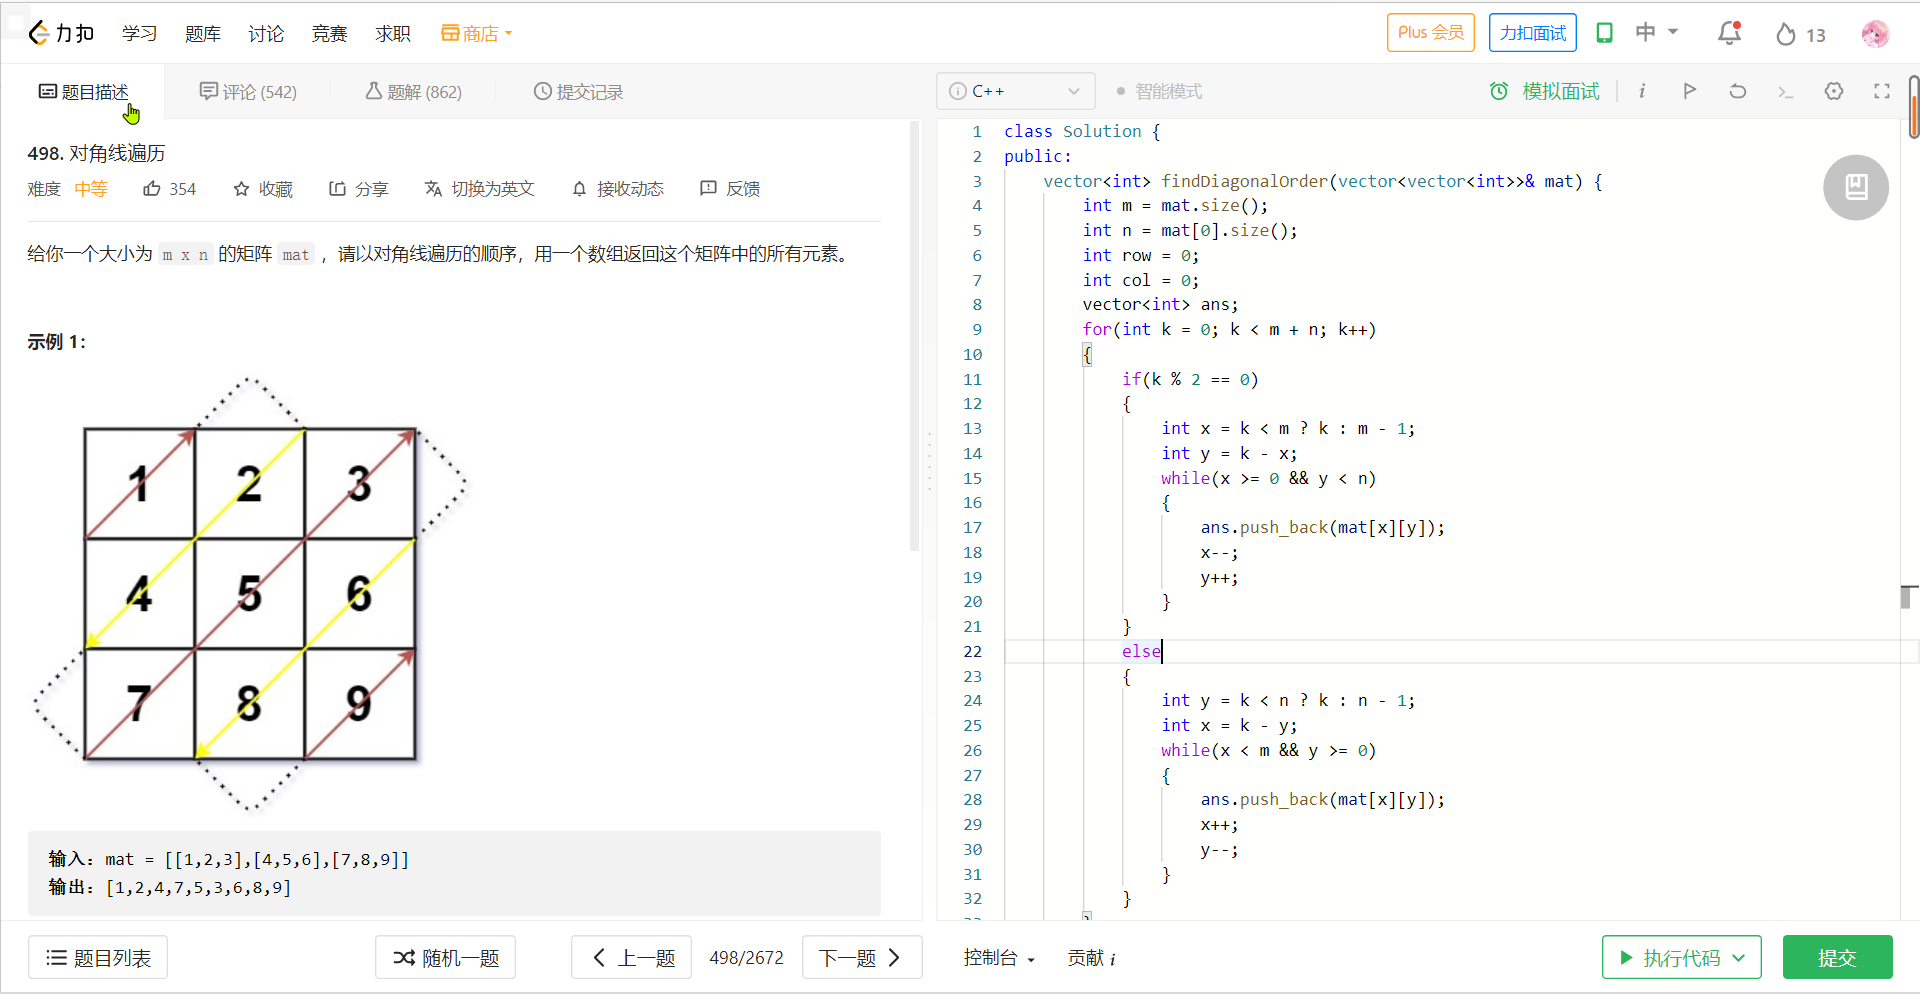 力扣 学习 题库 讨论 竞赛 求职 商店 Plus 会员 力扣面试 中 13
题目描述 评论 (542) 题解 (862) 提交记录
498. 对角线遍历
难度 中等 354 收藏 分享 切换为英文 接收动态 反馈
给你一个大小为 m x n 的矩阵 mat ，请以对角线遍历的顺序，用一个数组返回这个矩阵中的所有元素。
示例 1：
1 2 3
4 5 6
7 8 9
输入：mat = [[1,2,3],[4,5,6],[7,8,9]]
输出：[1,2,4,7,5,3,6,8,9]
题目列表 随机一题 上一题 498/2672 下一题
C++ 智能模式 模拟面试
1 class Solution {
2 public:
3 vector<int> findDiagonalOrder(vector<vector<int>>& mat) {
4 int m = mat.size();
5 int n = mat[0].size();
6 int row = 0;
7 int col = 0;
8 vector<int> ans;
9 for(int k = 0; k < m + n; k++)
10 {
11 if(k % 2 == 0)
12 {
13 int x = k < m ? k : m - 1;
14 int y = k - x;
15 while(x >= 0 && y < n)
16 {
17 ans.push_back(mat[x][y]);
18 x--;
19 y++;
20 }
21 }
22 else
23 {
24 int y = k < n ? k : n - 1;
25 int x = k - y;
26 while(x < m && y >= 0)
27 {
28 ans.push_back(mat[x][y]);
29 x++;
30 y--;
31 }
32 }
控制台 贡献 i 执行代码 提交